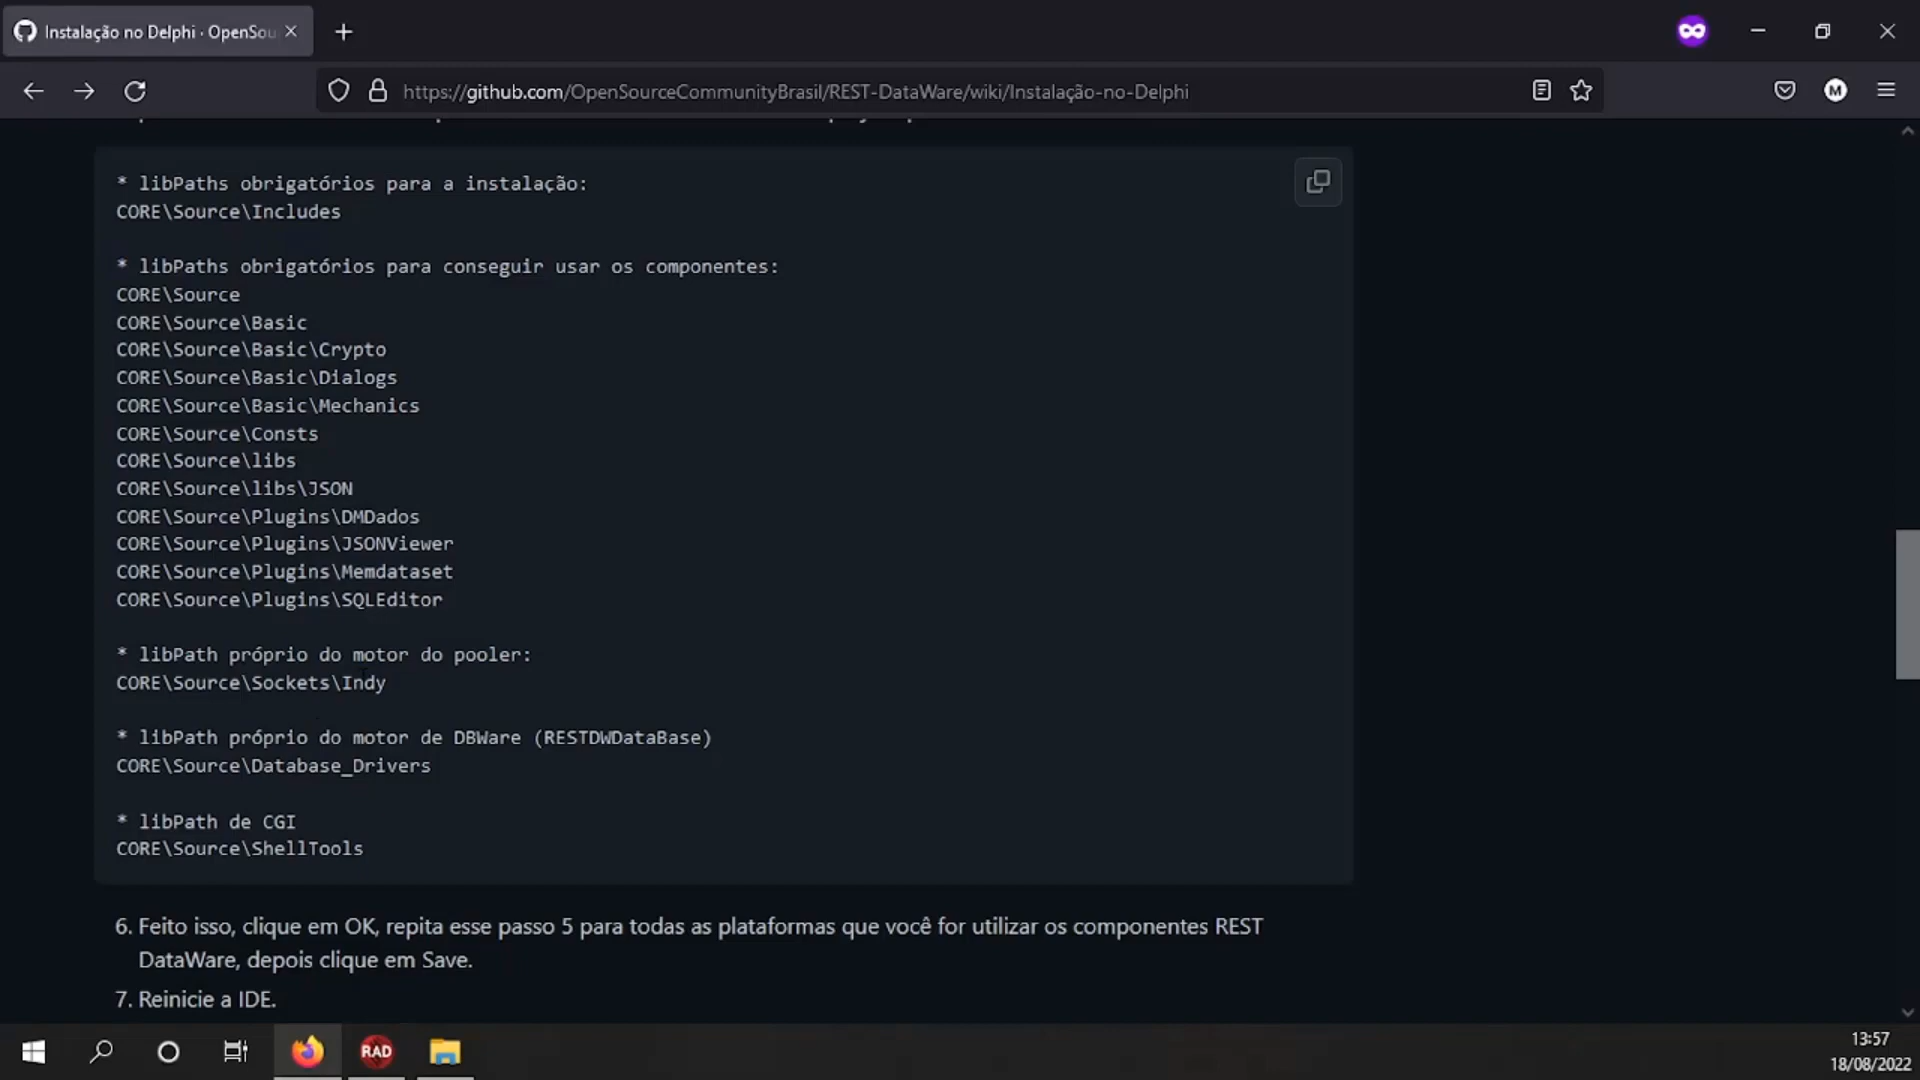 Instalação no Delphi · OpenSou
https://github.com/OpenSourceCommunityBrasil/REST-DataWare/wiki/Instalação-no-Delphi
M
* libPaths obrigatórios para a instalação:
CORE\Source\Includes
* libPaths obrigatórios para conseguir usar os componentes:
CORE\Source
CORE\Source\Basic
CORE\Source\Basic\Crypto
CORE\Source\Basic\Dialogs
CORE\Source\Basic\Mechanics
CORE\Source\Consts
CORE\Source\libs
CORE\Source\libs\JSON
CORE\Source\Plugins\DMDados
CORE\Source\Plugins\JSONViewer
CORE\Source\Plugins\Memdataset
CORE\Source\Plugins\SQLEditor
* libPath próprio do motor do pooler:
CORE\Source\Sockets\Indy
* libPath próprio do motor de DBWare (RESTDWDataBase)
CORE\Source\Database_Drivers
* libPath de CGI
CORE\Source\ShellTools
6. Feito isso, clique em OK, repita esse passo 5 para todas as plataformas que você for utilizar os componentes REST
DataWare, depois clique em Save.
7. Reinicie a IDE.
RAD
13:57
18/08/2022